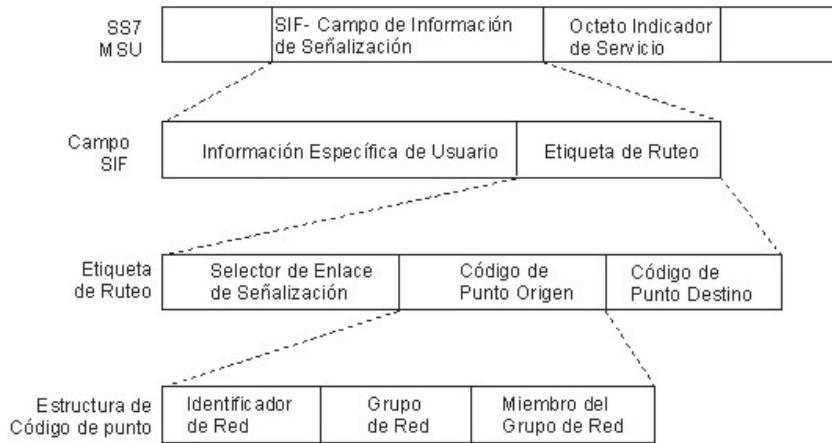 SS7
MSU
SIF- Campo de Información
de Señalización
Octeto Indicador
de Servicio
Campo
SIF
Información Específica de Usuario
Etiqueta de Ruteo
Etiqueta
de Ruteo
Selector de Enlace
de Señalización
Código de
Punto Origen
Código de
Punto Destino
Estructura de
Código de punto
Identificador
de Red
Grupo
de Red
Miembro del
Grupo de Red